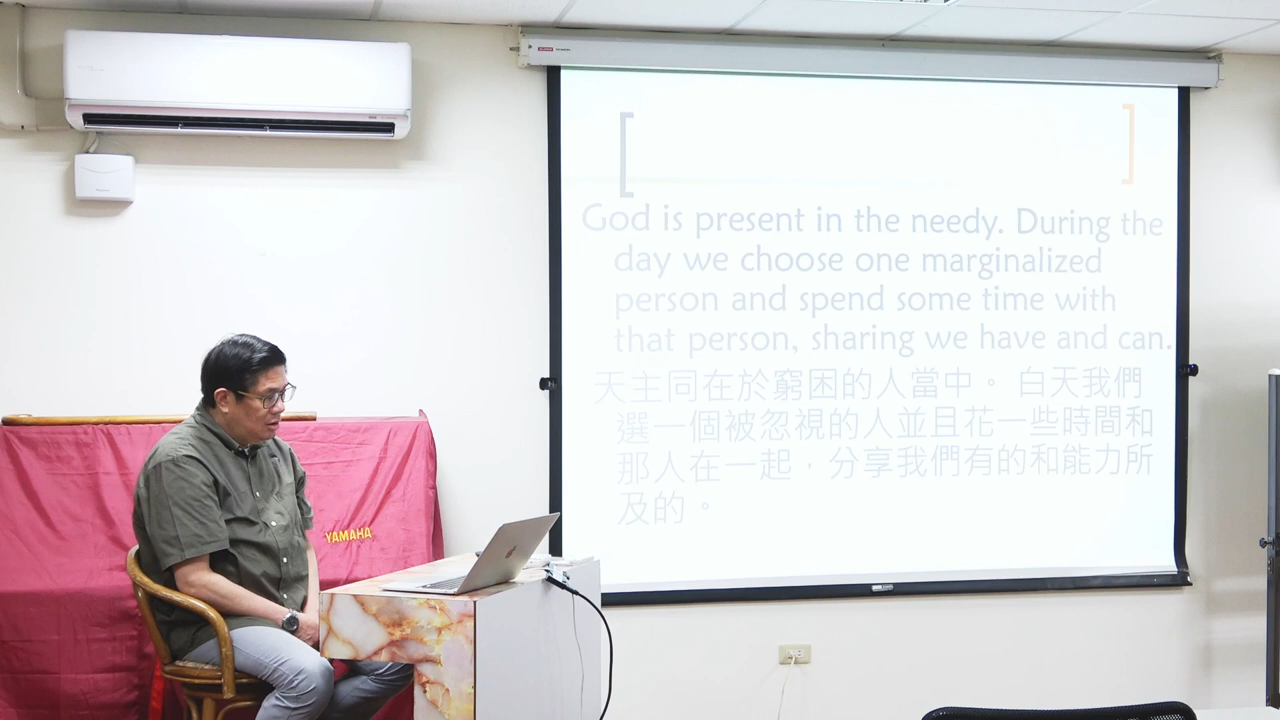 God is present in the needy. During the
day we choose one marginalized
person and spend some time with
that person, sharing we have and can.
天主同在於窮困的人當中。 白天我們
選一個被忽視的人並且花一些時間和
那人在一起，分享我們有的和能力所
及的。
YAMAHA